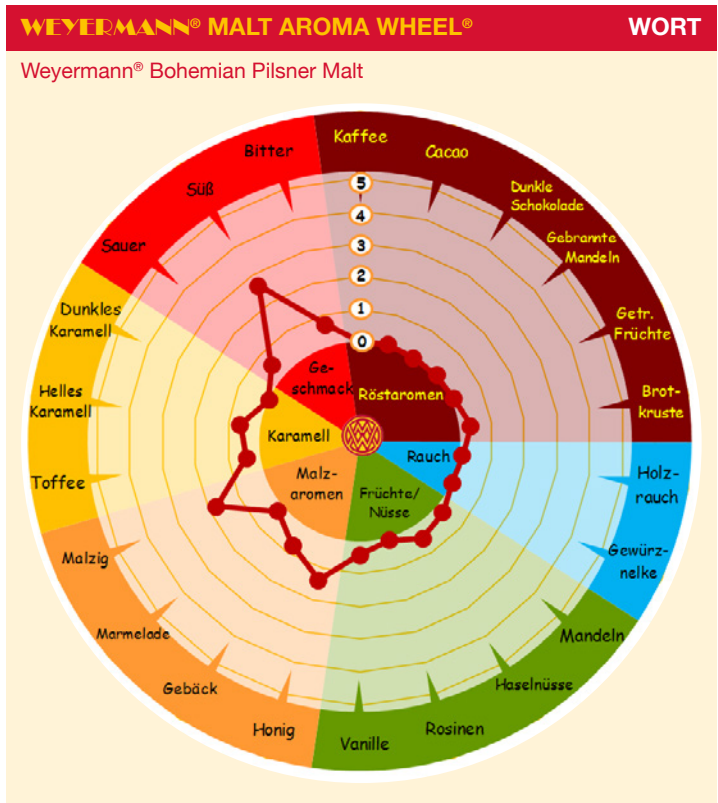 WEYERMANN® MALT AROMA WHEEL® WORT
Weyermann® Bohemian Pilsner Malt
Kaffee
Cacao
Dunkle
Schokolade
Gebrannte
Mandeln
Getr.
Früchte
Brot-
kruste
Holz-
rauch
Gewürz-
nelke
Mandeln
Haselnüsse
Rosinen
Vanille
Honig
Gebäck
Marmelade
Malzig
Toffee
Helles
Karamell
Dunkles
Karamell
Sauer
Süß
Bitter
5
4
3
2
1
0
Ge-
schmack
Röstaromen
Karamell
Rauch
Malz-
aromen
Früchte/
Nüsse